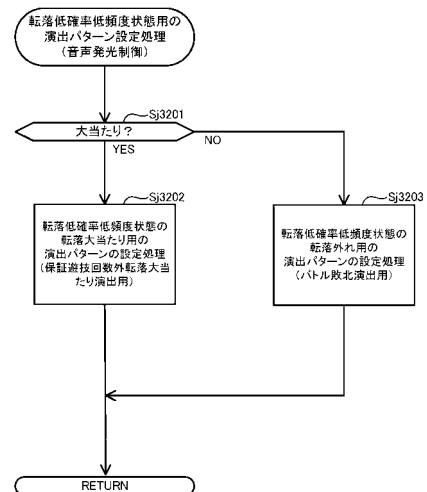 転落低確率低頻度状態用の
演出パターン設定処理
(音声発光制御)
Sj3201
大当たり？
YES
NO
Sj3202
転落低確率低頻度状態の
転落大当たり用の
演出パターンの設定処理
(保証遊技回数外転落大当
たり演出用)
Sj3203
転落低確率低頻度状態の
転落外れ用の
演出パターンの設定処理
(バトル敗北演出用)
RETURN